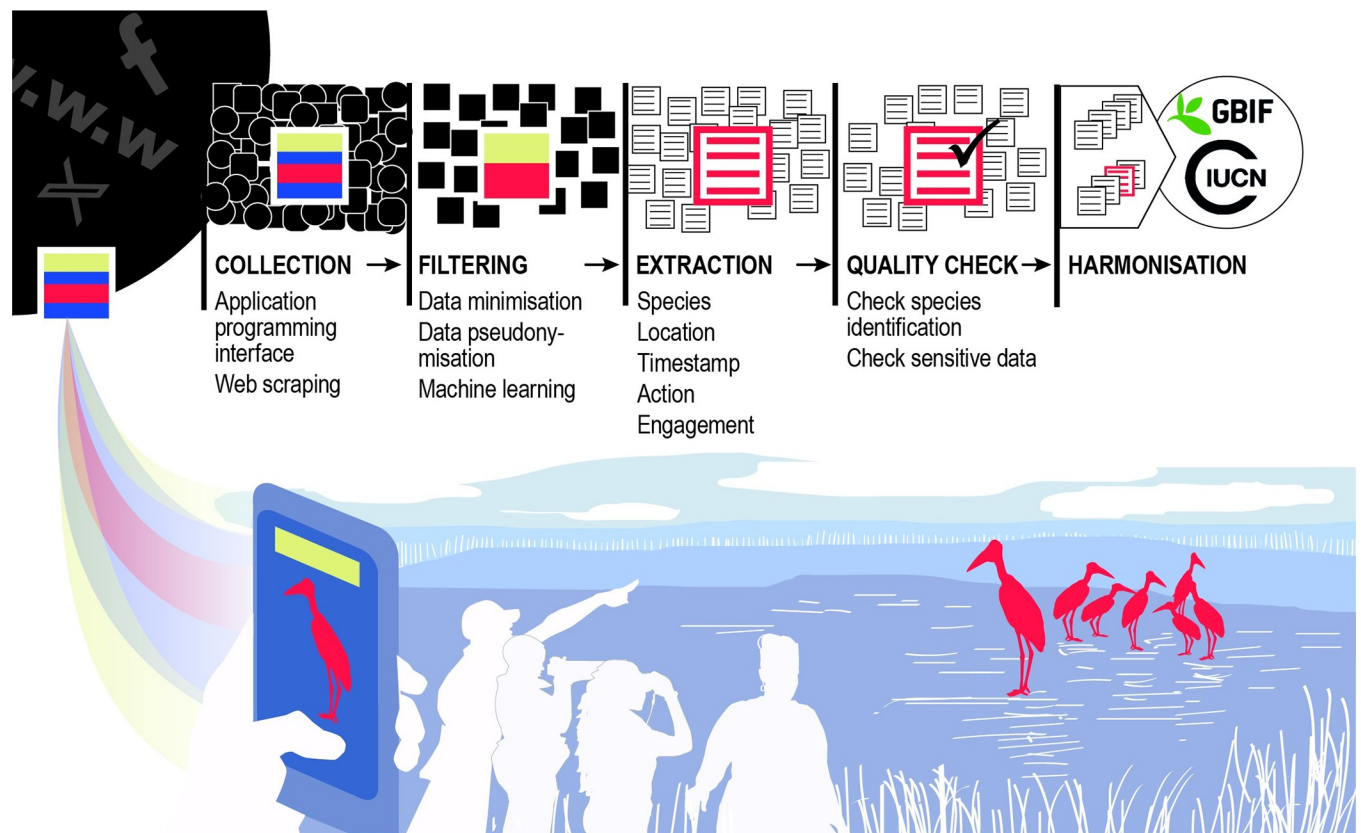 f
w.w.w
X
GBIF
IUCN
COLLECTION
Application
programming
interface
Web scraping
FILTERING
Data minimisation
Data pseudony-
misation
Machine learning
EXTRACTION
Species
Location
Timestamp
Action
Engagement
QUALITY CHECK
Check species
identification
Check sensitive data
HARMONISATION